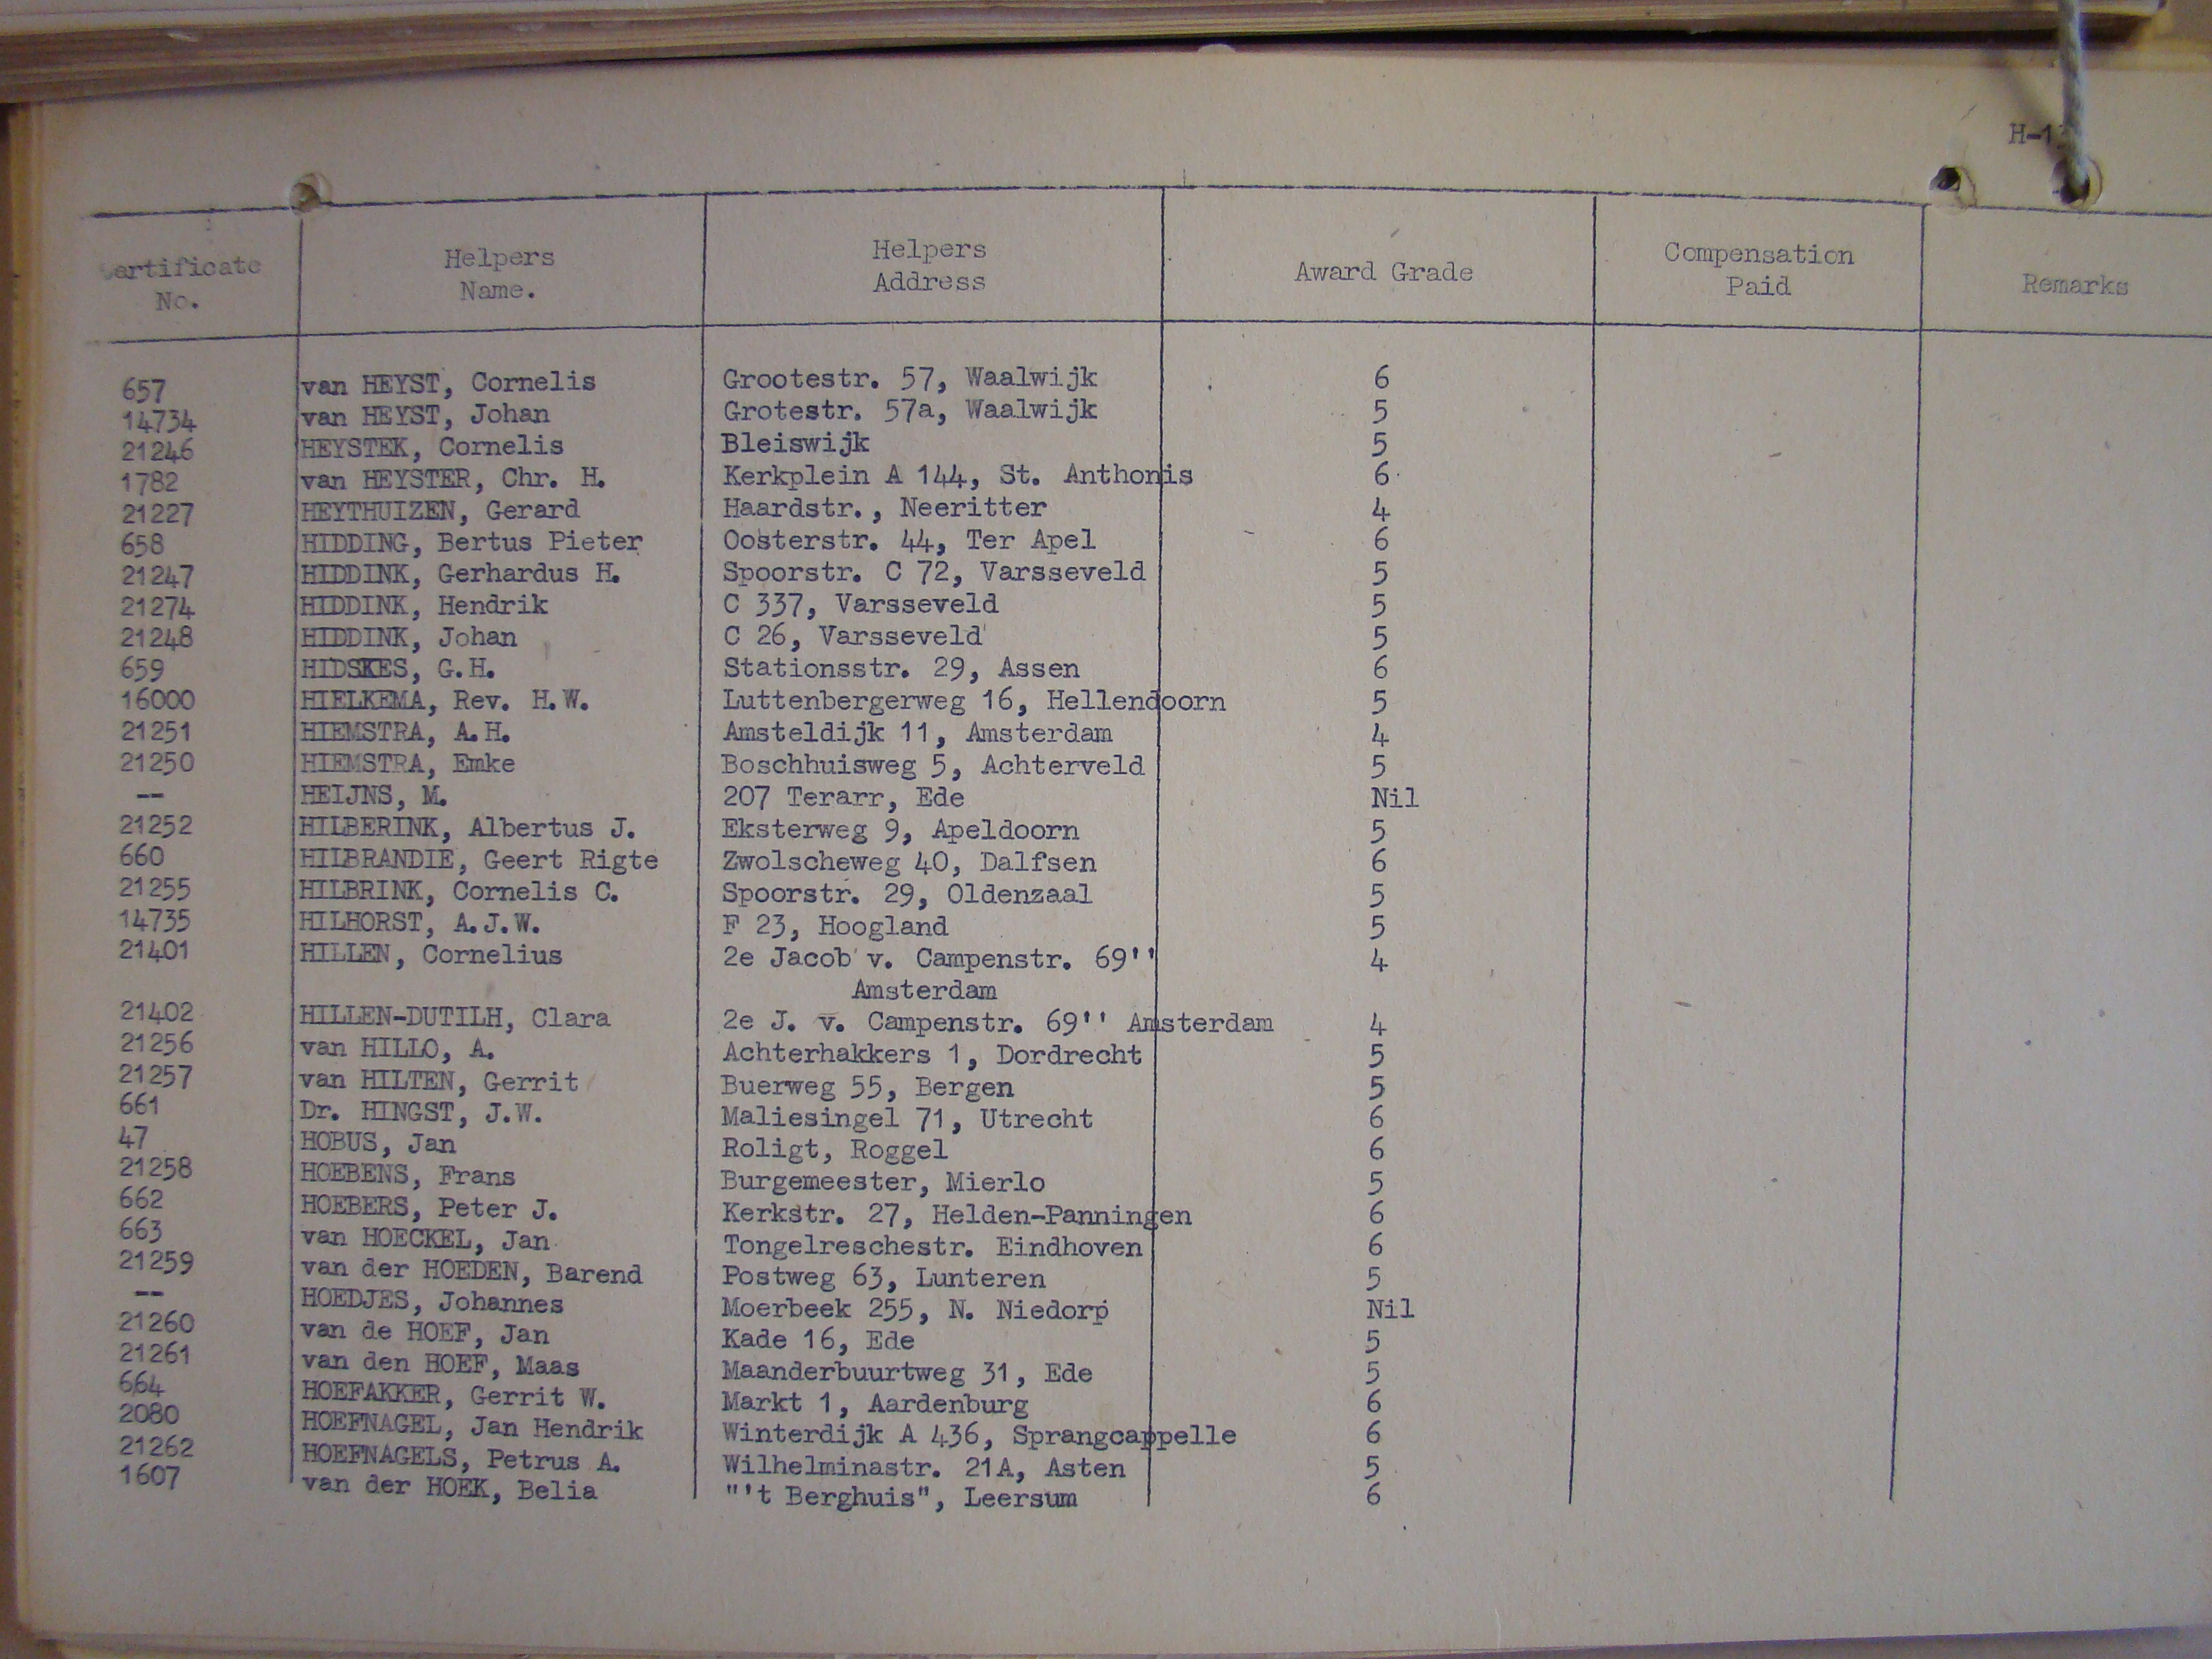 Certificate No. Helpers Name. Helpers Address Award Grade Compensation Paid Remarks
657 van HEYST, Cornelis Grootestr. 57, Waalwijk 6
14734 van HEYST, Johan Grotestr. 57a, Waalwijk 5
21246 HEYSTEK, Cornelis Bleiswijk 5
1782 van HEYSTER, Chr. H. Kerkplein A 144, St. Anthonis 6
21227 HEYTHUIZEN, Gerard Haardstr., Neeritter 4
658 HIDDING, Bertus Pieter Oosterstr. 44, Ter Apel 6
21247 HIDDINK, Gerhardus H. Spoorstr. C 72, Varsseveld 5
21274 HIDDINK, Hendrik C 337, Varsseveld 5
21248 HIDDINK, Johan C 26, Varsseveld 5
659 HIDSKES, G.H. Stationsstr. 29, Assen 6
16000 HIELKEMA, Rev. H.W. Luttenbergerweg 16, Hellendoorn 5
21251 HIEMSTRA, A.H. Amsteldijk 11, Amsterdam 4
21250 HIEMSTRA, Emke Boschhuisweg 5, Achterveld 5
-- HEIJNS, M. 207 Terarr, Ede Nil
21252 HILBERINK, Albertus J. Eksterweg 9, Apeldoorn 5
660 HILBRANDIE, Geert Rigte Zwolscheweg 40, Dalfsen 6
21255 HILBRINK, Cornelis C. Spoorstr. 29, Oldenzaal 5
14735 HILHORST, A.J.W. F 23, Hoogland 5
21401 HILLEN, Cornelius 2e Jacob v. Campenstr. 69'' 4
Amsterdam
21402 HILLEN-DUTILH, Clara 2e J. v. Campenstr. 69'' Amsterdam 4
21256 van HILLO, A. Achterhakkers 1, Dordrecht 5
21257 van HILTEN, Gerrit Buerweg 55, Bergen 5
661 Dr. HINGST, J.W. Maliesingel 71, Utrecht 6
47 HOBUS, Jan Roligt, Roggel 6
21258 HOEBENS, Frans Burgemeester, Mierlo 5
662 HOEBERS, Peter J. Kerkstr. 27, Helden-Panningen 6
663 van HOECKEL, Jan Tongelreschestr. Eindhoven 6
21259 van der HOEDEN, Barend Postweg 63, Lunteren 5
-- HOEDJES, Johannes Moerbeek 255, N. Niedorp Nil
21260 van de HOEF, Jan Kade 16, Ede 5
21261 van den HOEF, Maas Maanderbuurtweg 31, Ede 5
664 HOEFAKKER, Gerrit W. Markt 1, Aardenburg 6
2080 HOEFNAGEL, Jan Hendrik Winterdijk A 436, Sprangcappelle 6
21262 HOEFNAGELS, Petrus A. Wilhelminastr. 21A, Asten 5
1607 van der HOEK, Belia "'t Berghuis", Leersum 6